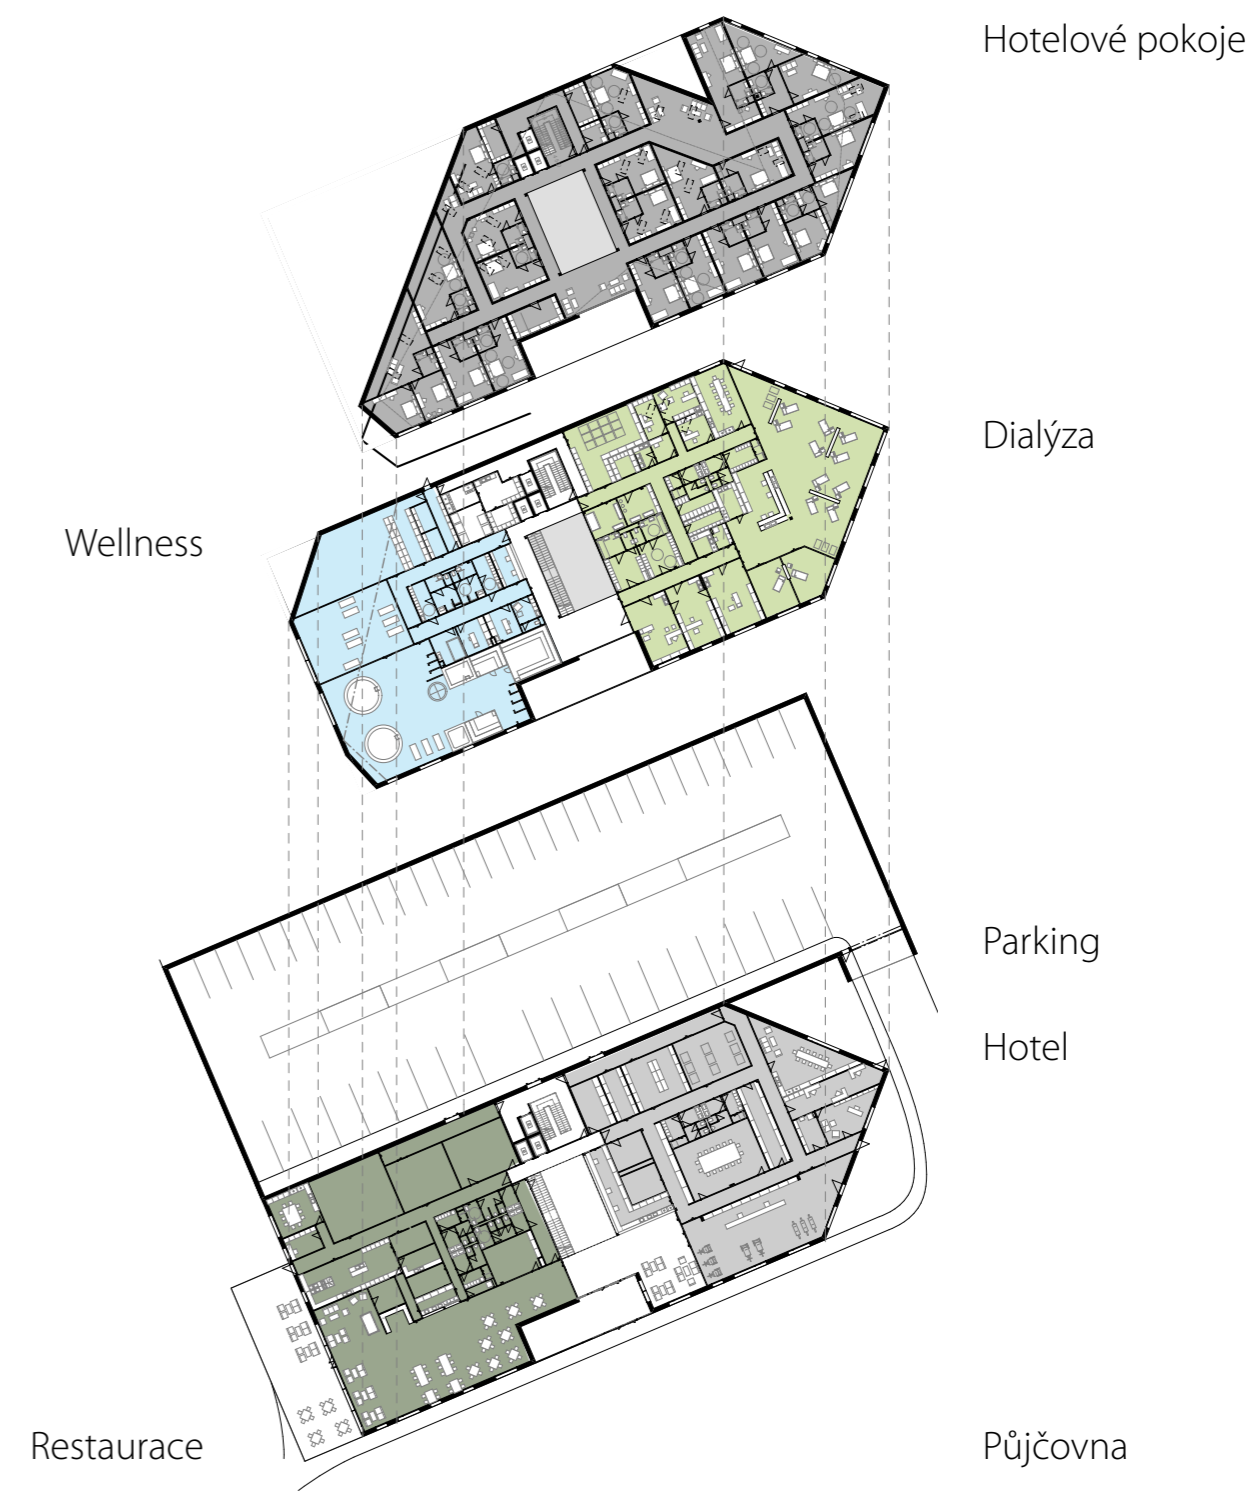 Hotelové pokoje
Dialýza
Wellness
Parking
Hotel
Restaurace
Půjčovna